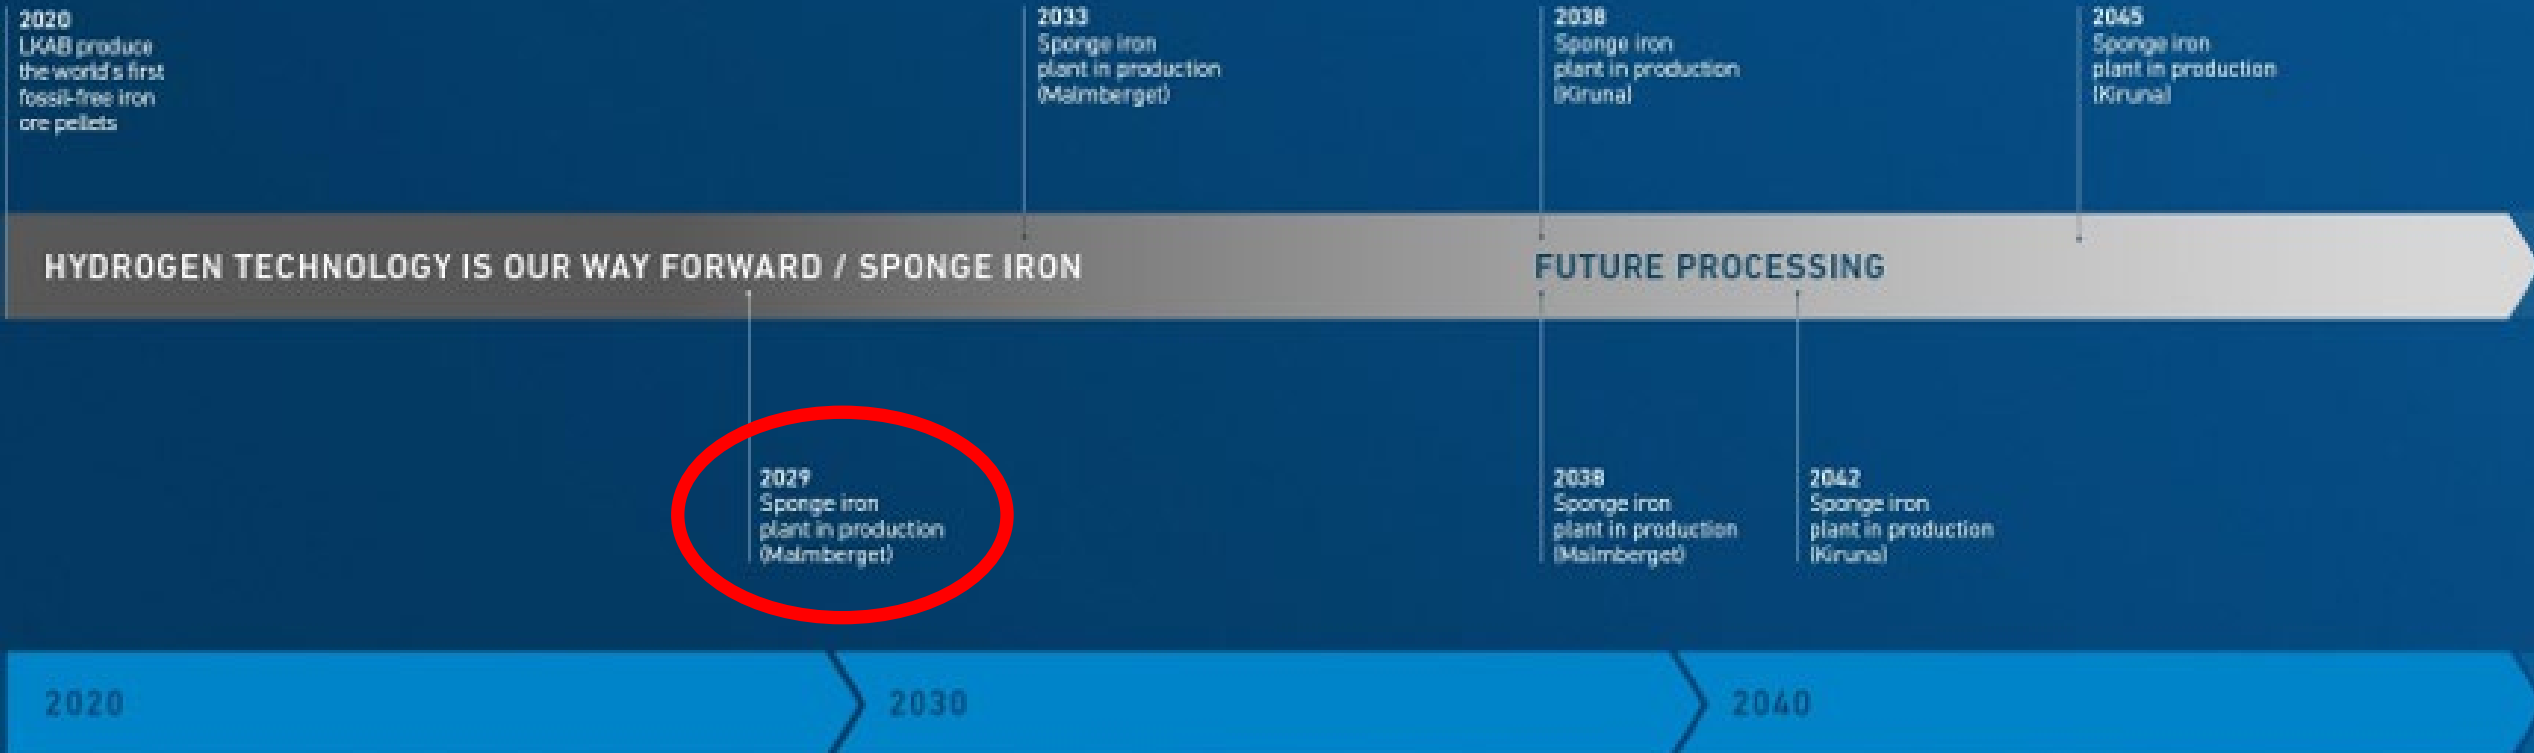 2020
LKAB produce
the world's first
fossil-free iron
ore pellets
2033
Sponge iron
plant in production
(Malmberget)
2038
Sponge iron
plant in production
(Kiruna)
2045
Sponge iron
plant in production
(Kiruna)
HYDROGEN TECHNOLOGY IS OUR WAY FORWARD / SPONGE IRON
FUTURE PROCESSING
2029
Sponge iron
plant in production
(Malmberget)
2038
Sponge iron
plant in production
(Malmberget)
2042
Sponge iron
plant in production
(Kiruna)
2020
2030
2040